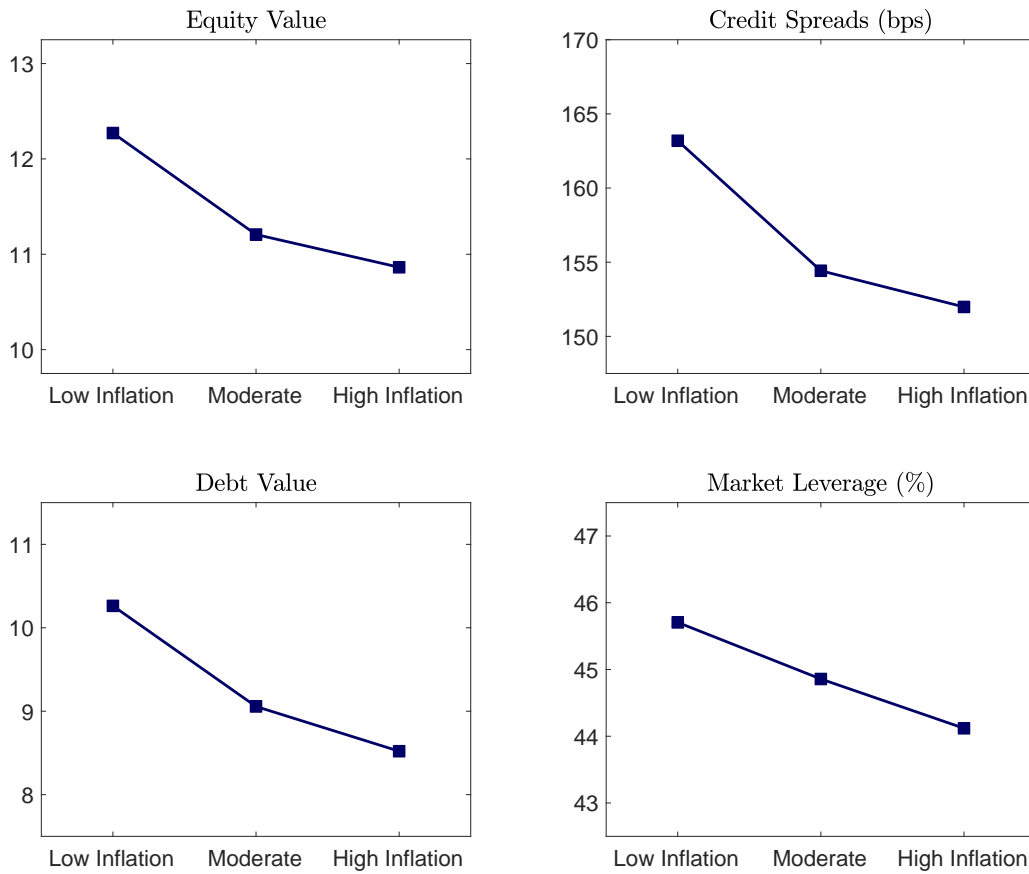 Equity Value
13
12
11
10
Low Inflation Moderate High Inflation
Credit Spreads (bps)
170
165
160
155
150
Low Inflation Moderate High Inflation
Debt Value
11
10
9
8
Low Inflation Moderate High Inflation
Market Leverage (%)
47
46
45
44
43
Low Inflation Moderate High Inflation